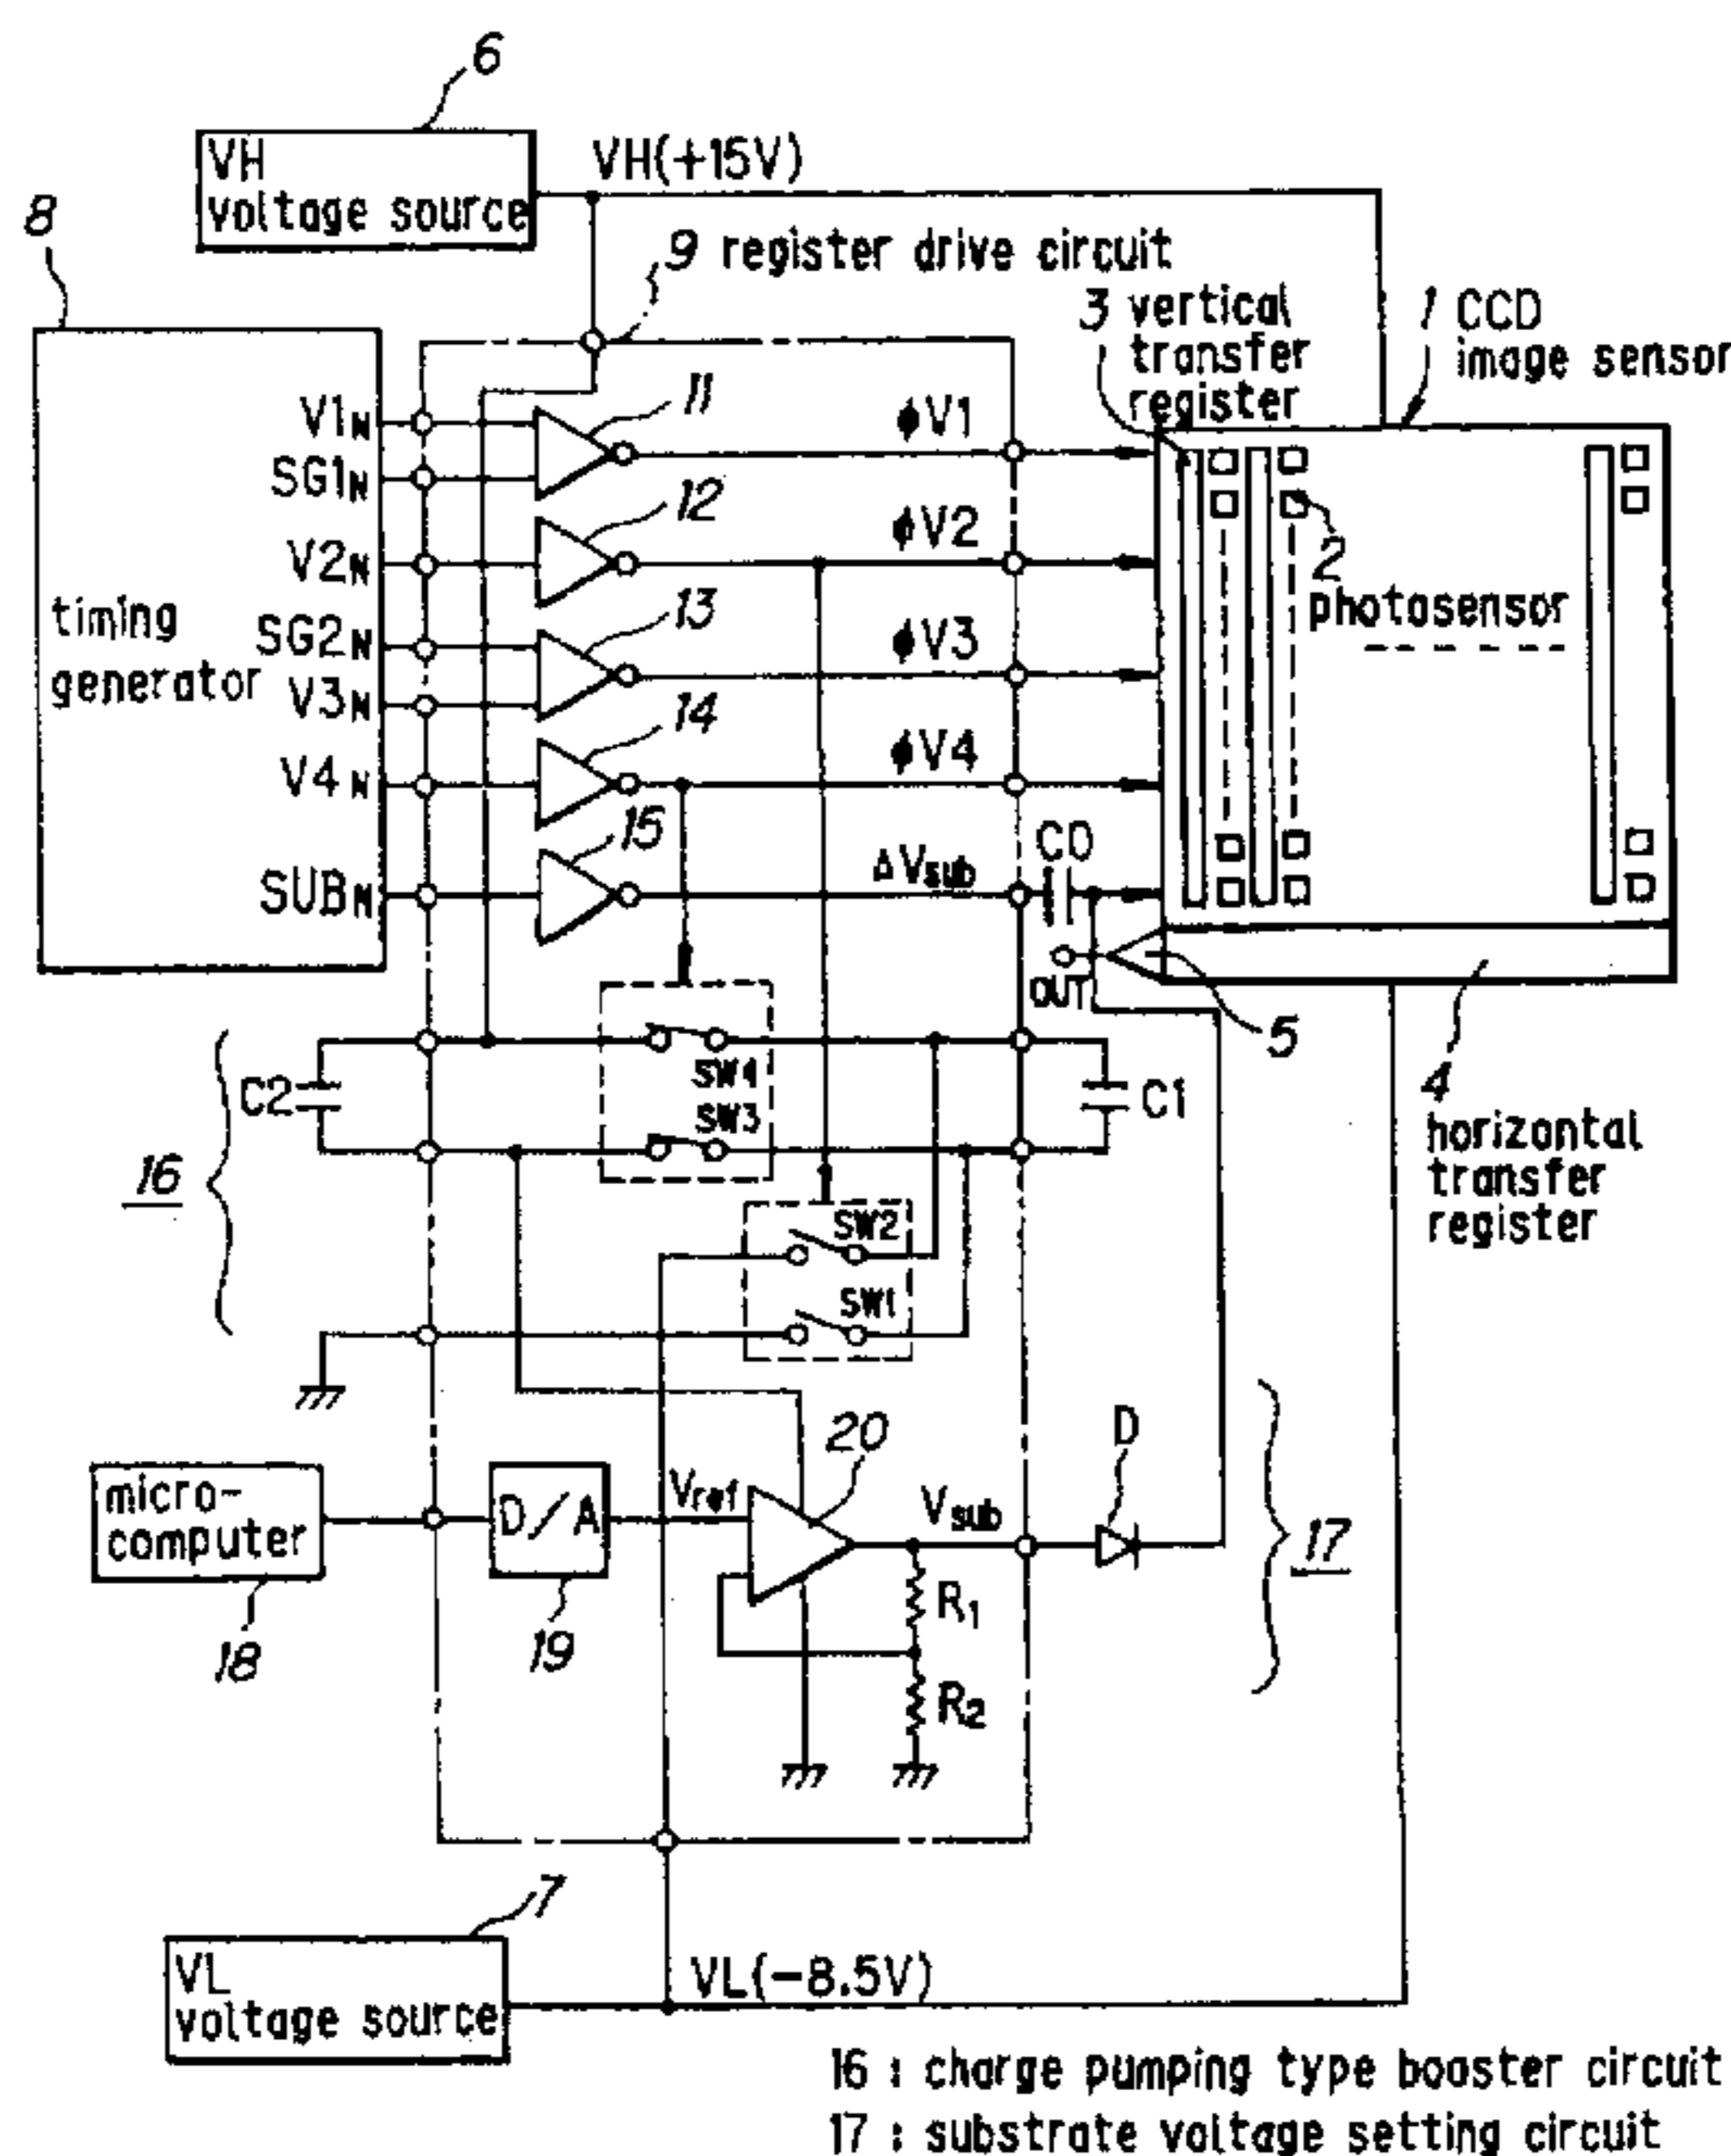 6
VH
voltage source
VH(+15V)
8
9 register drive circuit
3 vertical
transfer
register
1 CCD
image sensor
timing
generator
V1N
SG1N
V2N
SG2N
V3N
V4N
SUBN
11
12
13
14
15
φV1
φV2
φV3
φV4
ΔVsub
C0
2
photosensor
OUT
5
4
horizontal
transfer
register
16
C2
SW4
SW3
C1
SW2
SW1
micro-
computer
18
D/A
19
Vref
20
Vsub
D
17
R1
R2
7
VL
voltage source
VL(-8.5V)
16 : charge pumping type booster circuit
17 : substrate voltage setting circuit